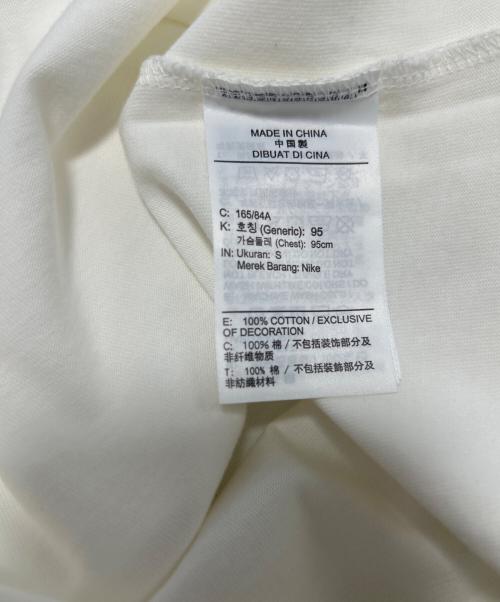 MADE IN CHINA
中国製
DIBUAT DI CINA
C: 165/84A
K: 호칭 (Generic): 95
가슴둘레 (Chest): 95cm
IN: Ukuran: S
Merek Barang: Nike
E: 100% COTTON / EXCLUSIVE
OF DECORATION
C: 100% 棉 / 不包括装饰部分及
非纤维物质
T: 100% 棉 / 不包括裝飾部分及
非紡織材料